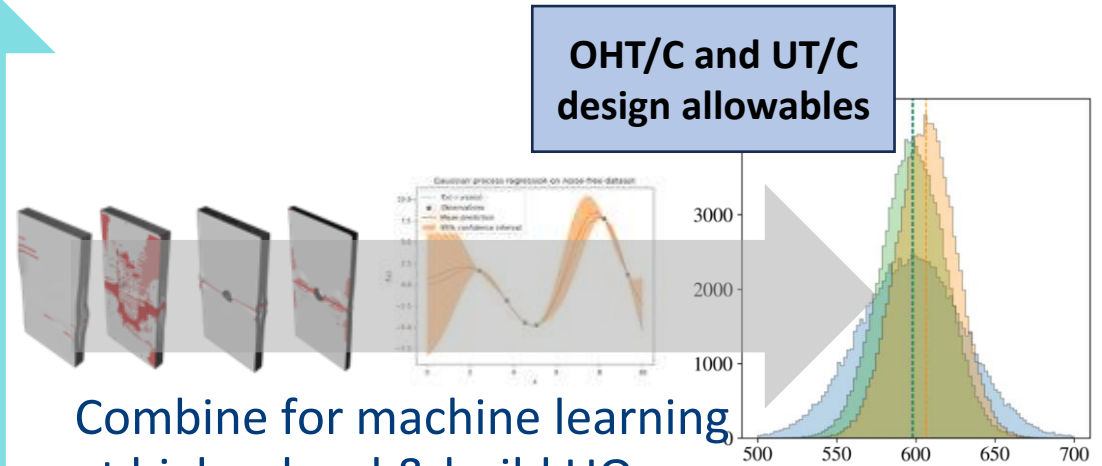 OHT/C and UT/C
design allowables
Gaussian process regression on noise-free dataset
Observations
Mean prediction
95% confidence interval
3000
2000
1000
0
500
550
600
650
700
Combine for machine learning